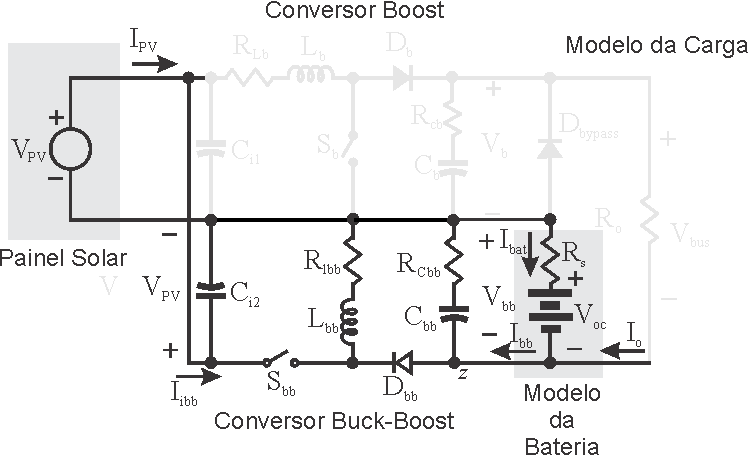 Conversor Boost
I_PV
R_Lb
L_b
D_b
Modelo da Carga
+
V_PV
−
C_i1
S_b
R_cb
C_b
+
V_b
−
D_bypass
+
R_o
V_bus
−
Painel Solar
V
−
V_PV
+
C_i2
R_lbb
L_bb
R_Cbb
C_bb
+
V_bb
−
I_bat
R_s
+
V_oc
−
I_bb
I_o
I_ibb
S_bb
D_bb
z
Conversor Buck-Boost
Modelo
da
Bateria